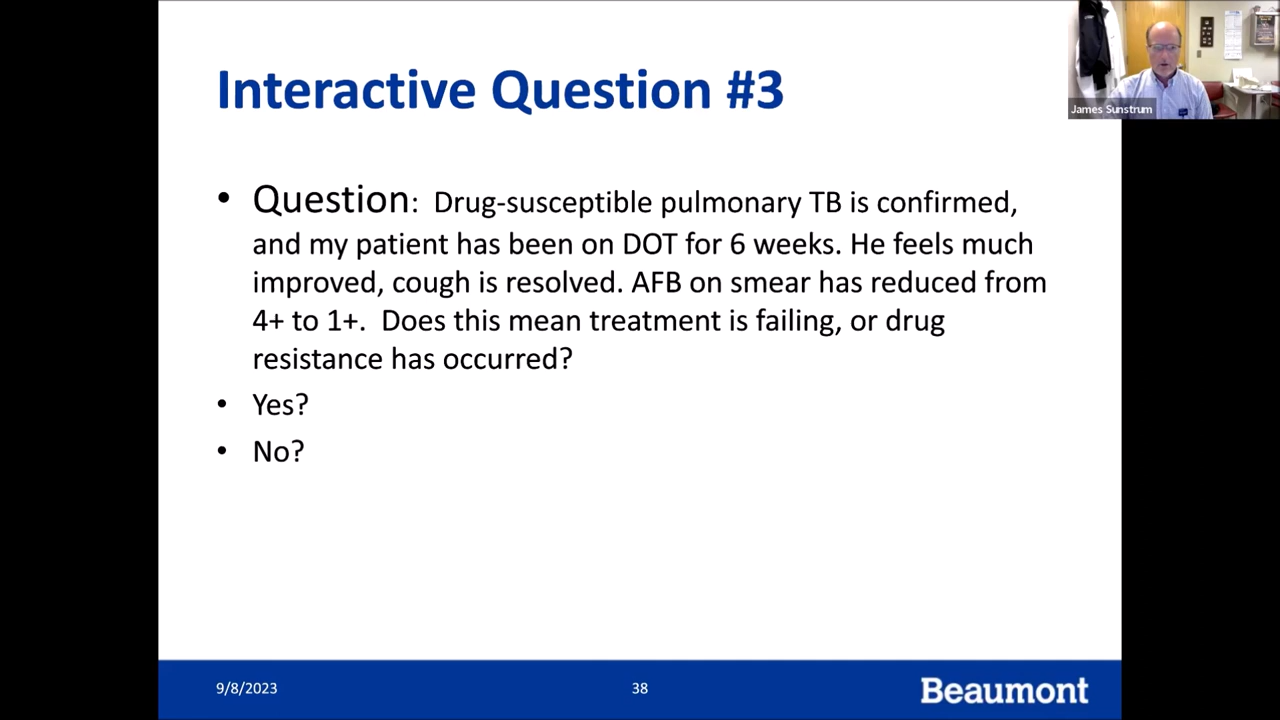 Interactive Question #3
James Sunstrum
• Question: Drug-susceptible pulmonary TB is confirmed,
and my patient has been on DOT for 6 weeks. He feels much
improved, cough is resolved. AFB on smear has reduced from
4+ to 1+. Does this mean treatment is failing, or drug
resistance has occurred?
• Yes?
• No?
9/8/2023
38
Beaumont